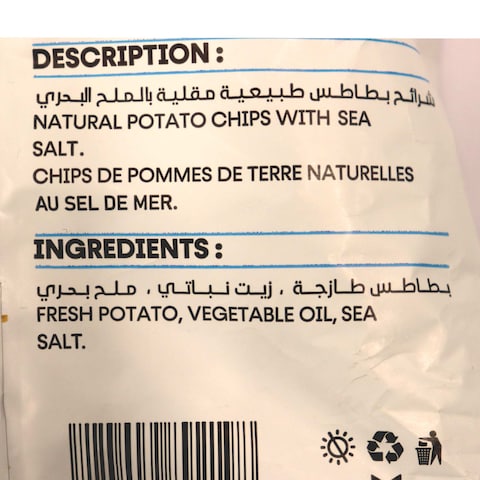 DESCRIPTION :
شرائح بطاطس طبيعية مقلية بالملح البحري
NATURAL POTATO CHIPS WITH SEA
SALT.
CHIPS DE POMMES DE TERRE NATURELLES
AU SEL DE MER.
INGREDIENTS :
بطاطس طازجة ، زيت نباتي ، ملح بحري
FRESH POTATO, VEGETABLE OIL, SEA
SALT.